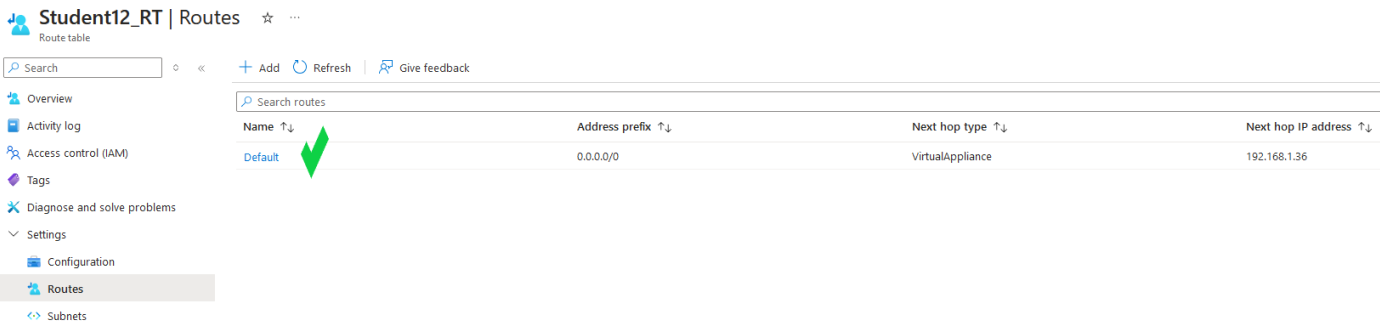 Student12_RT | Routes
Route table
Search
Add Refresh Give feedback
Overview
Activity log
Access control (IAM)
Tags
Diagnose and solve problems
Settings
Configuration
Routes
Subnets
Search routes
Name Address prefix Next hop type Next hop IP address
Default 0.0.0.0/0 VirtualAppliance 192.168.1.36